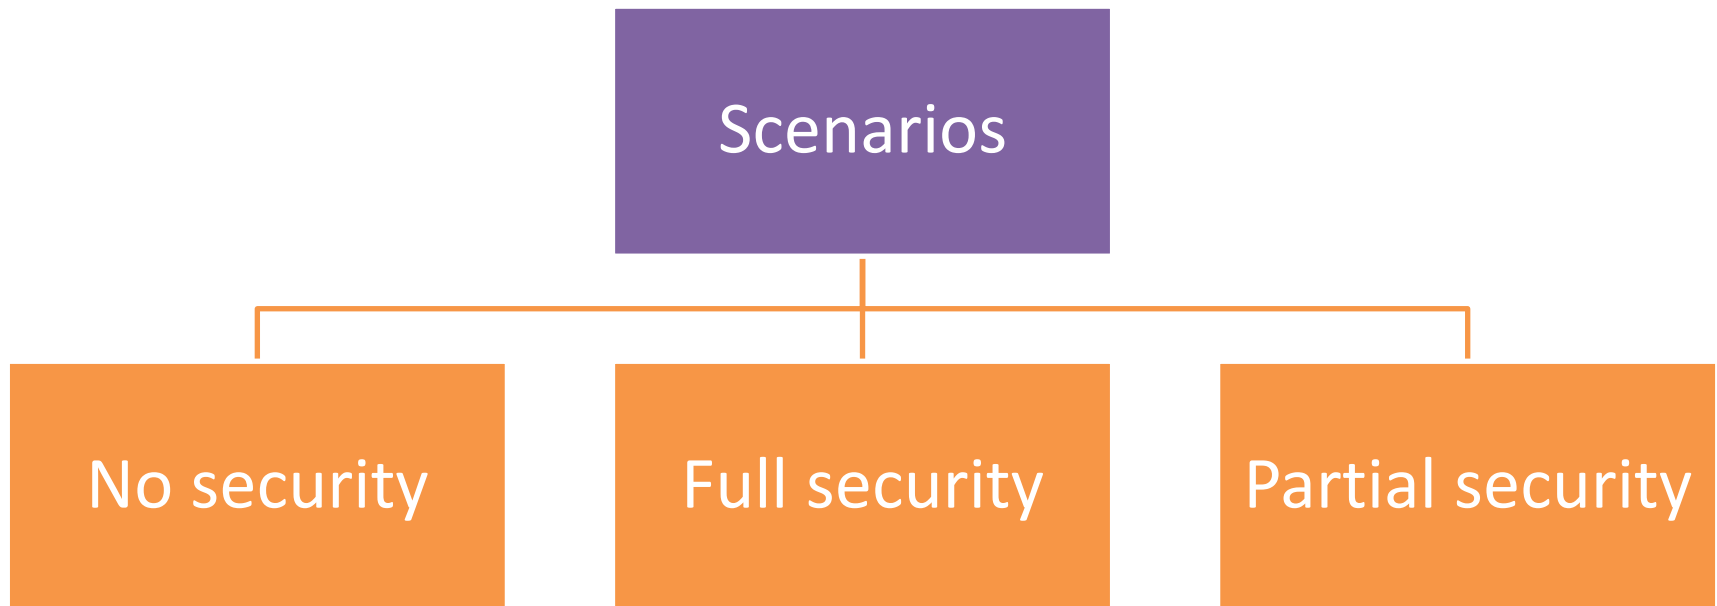 Scenarios
No security
Full security
Partial security